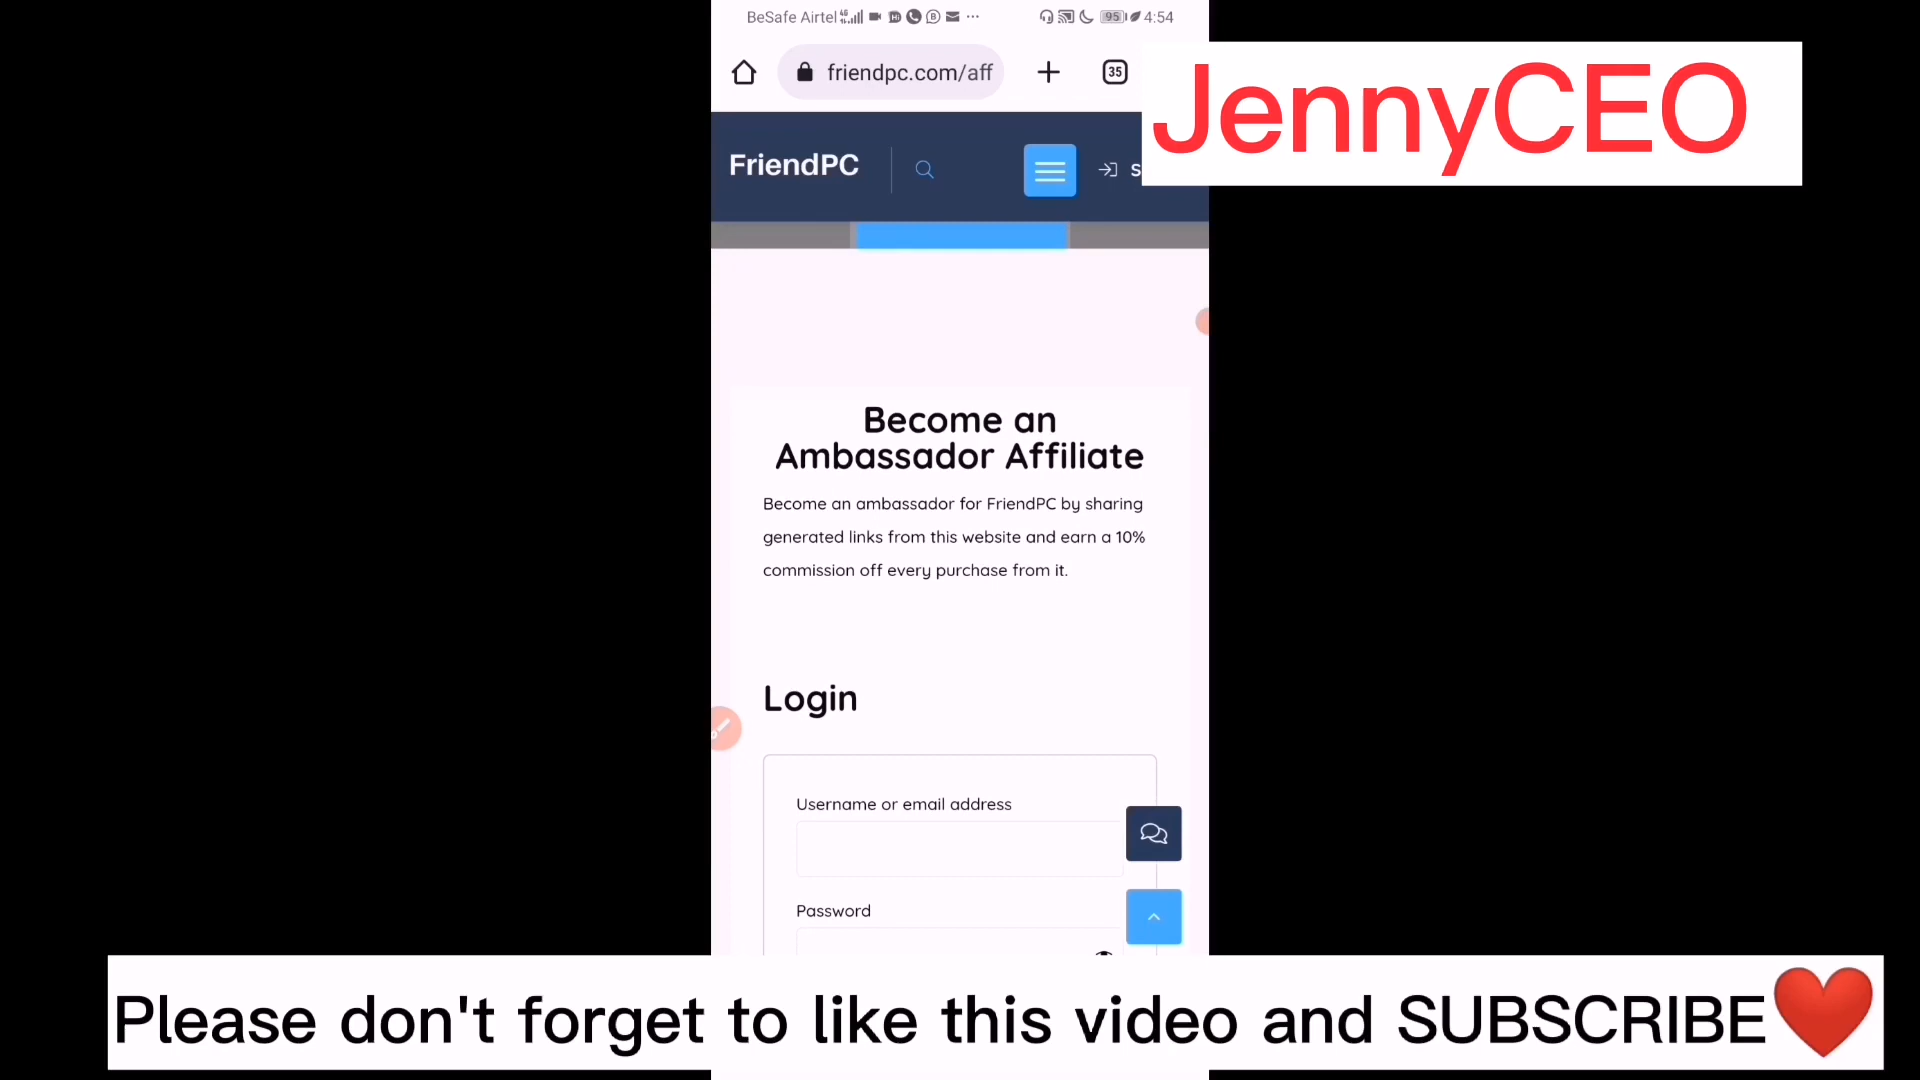 BeSafe Airtel 4G 95 4:54
friendpc.com/aff
35
JennyCEO
FriendPC
S
Become an
Ambassador Affiliate
Become an ambassador for FriendPC by sharing
generated links from this website and earn a 10%
commission off every purchase from it.
Login
Username or email address
Password
Please don't forget to like this video and SUBSCRIBE❤️